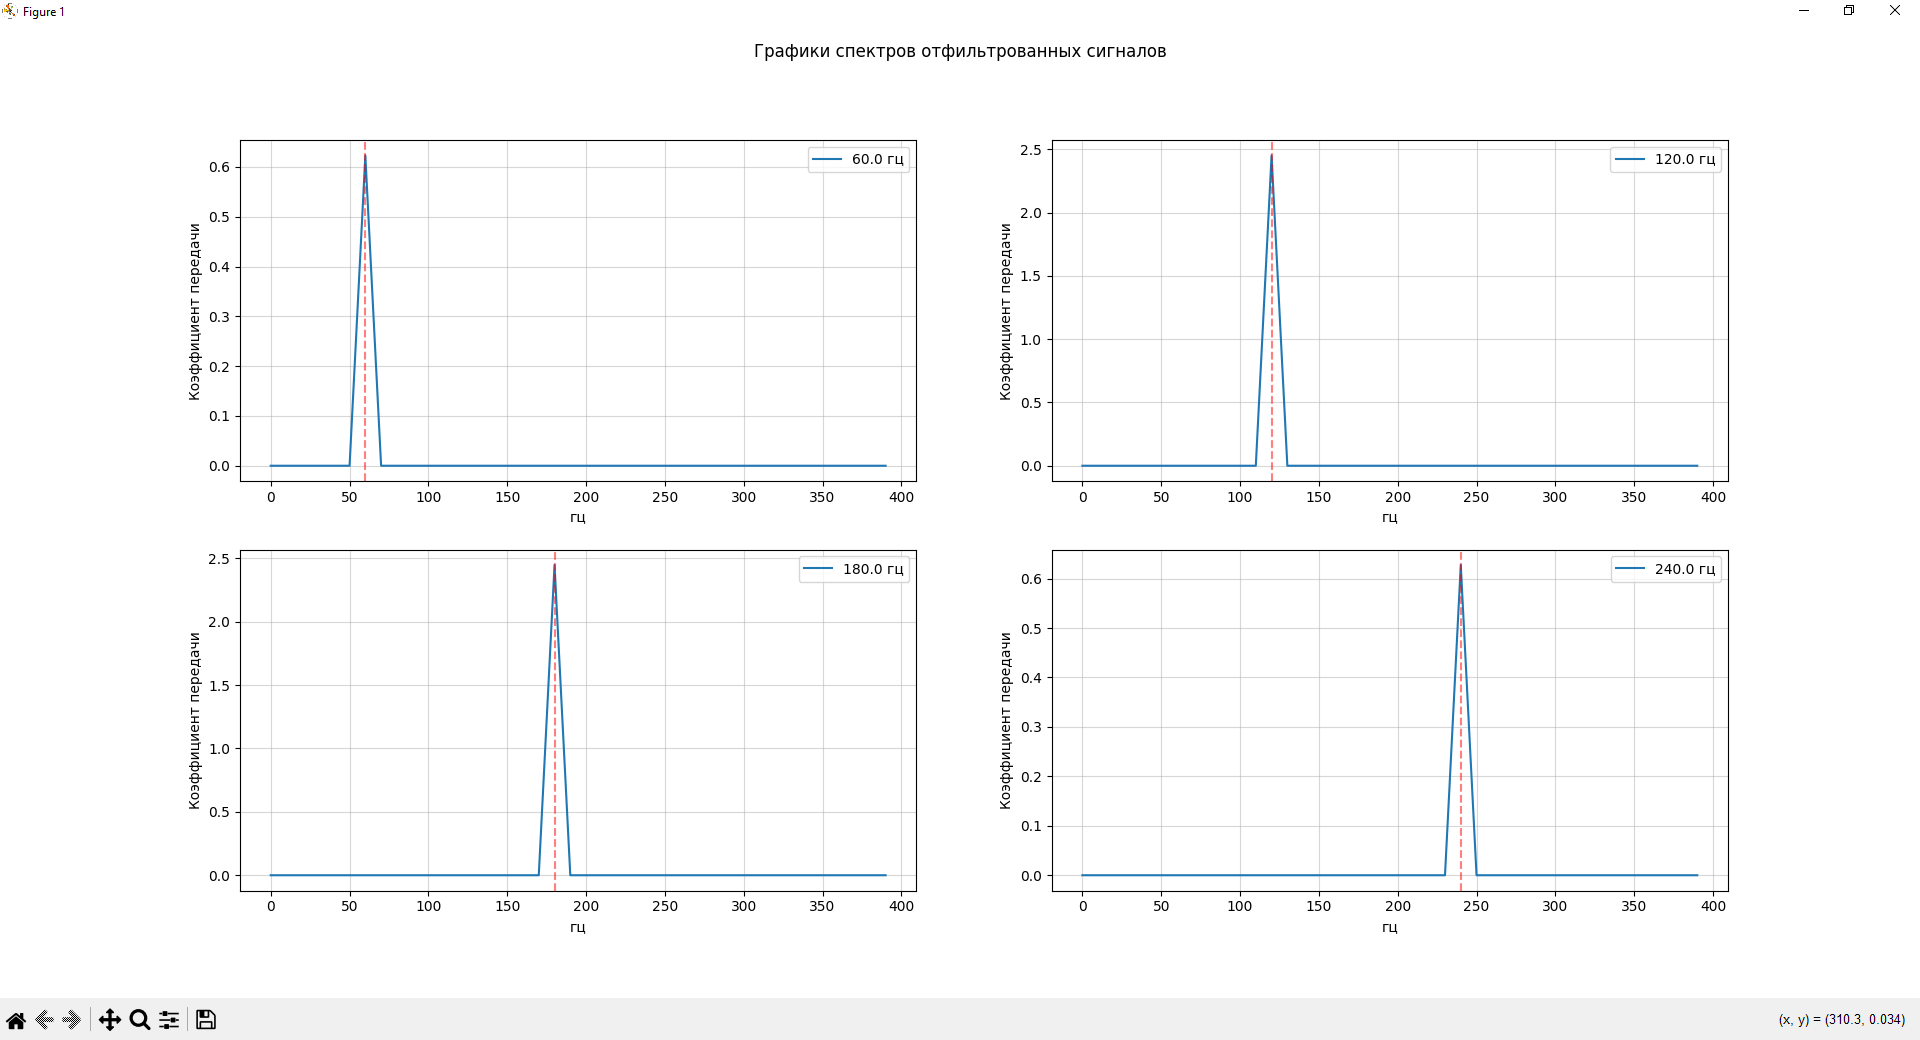 Figure 1
Графики спектров отфильтрованных сигналов
60.0 гц
Коэффициент передачи
0.6
0.5
0.4
0.3
0.2
0.1
0.0
0 50 100 150 200 250 300 350 400
гц
120.0 гц
Коэффициент передачи
2.5
2.0
1.5
1.0
0.5
0.0
0 50 100 150 200 250 300 350 400
гц
180.0 гц
Коэффициент передачи
2.5
2.0
1.5
1.0
0.5
0.0
0 50 100 150 200 250 300 350 400
гц
240.0 гц
Коэффициент передачи
0.6
0.5
0.4
0.3
0.2
0.1
0.0
0 50 100 150 200 250 300 350 400
гц
(x, y) = (310.3, 0.034)